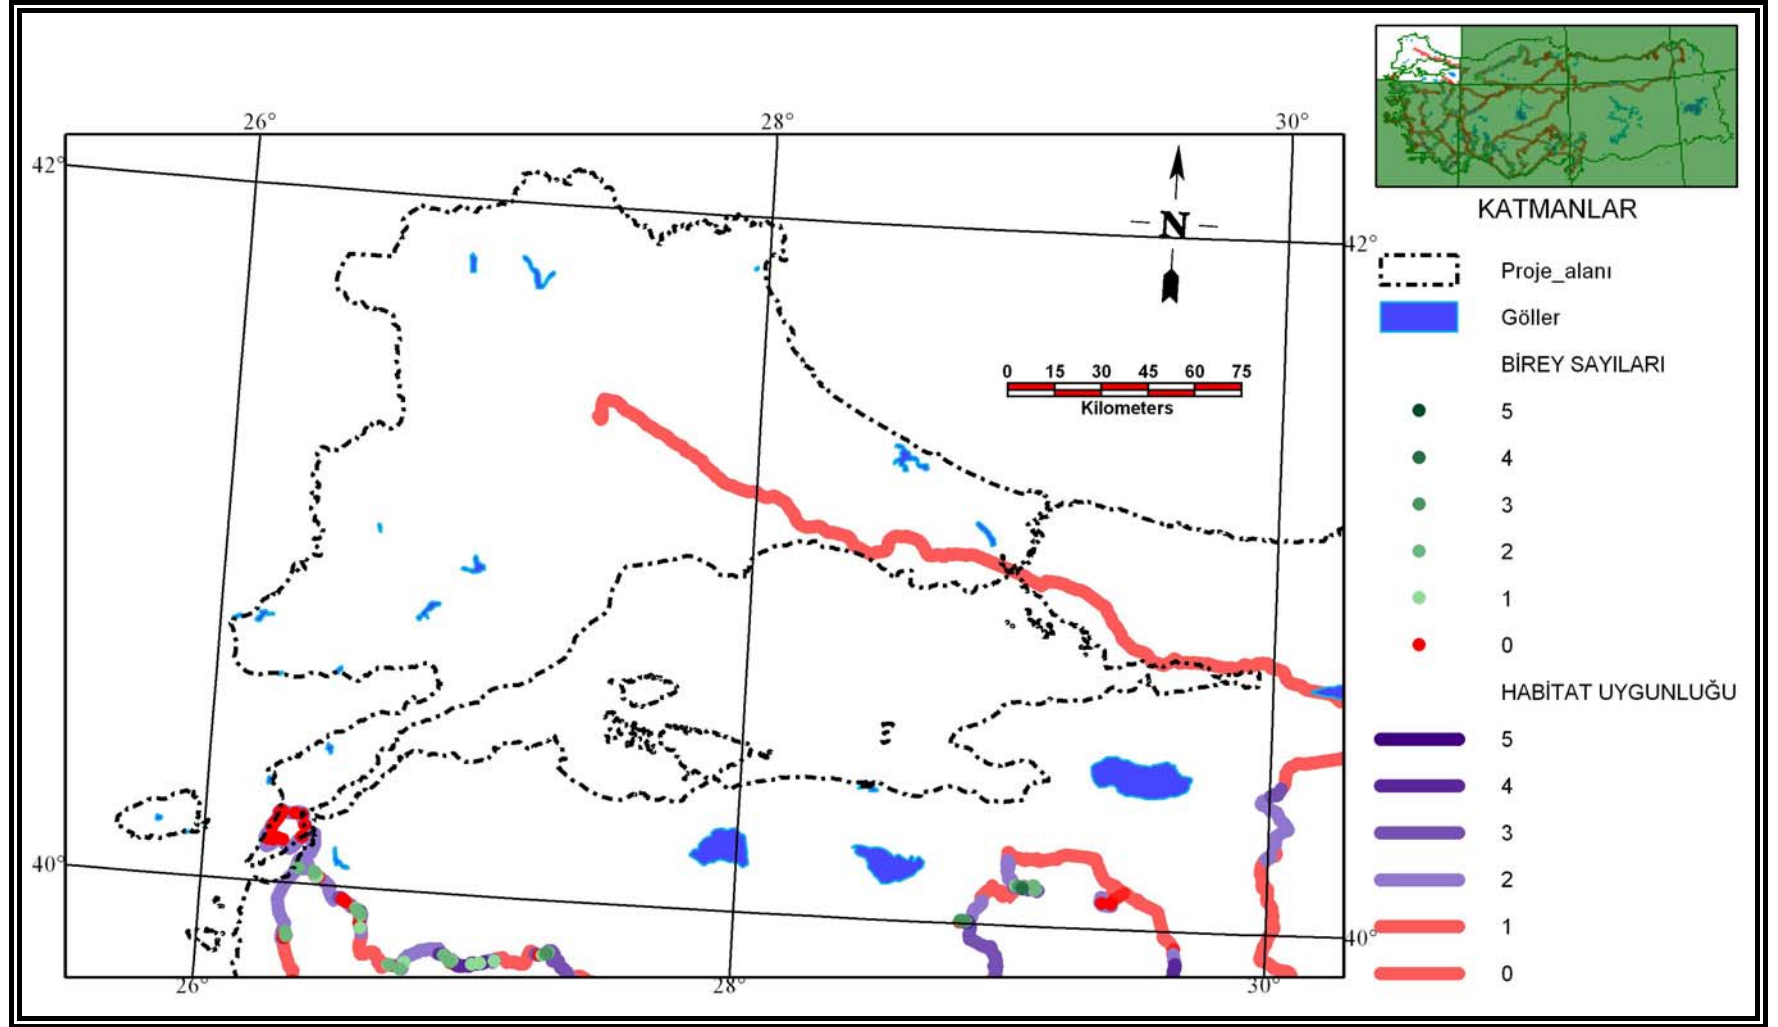 26°
28°
30°
42°
42°
N
0 15 30 45 60 75
Kilometers
40°
40°
26°
28°
30°
KATMANLAR
Proje_alanı
Göller
BİREY SAYILARI
5
4
3
2
1
0
HABİTAT UYGUNLUĞU
5
4
3
2
1
0